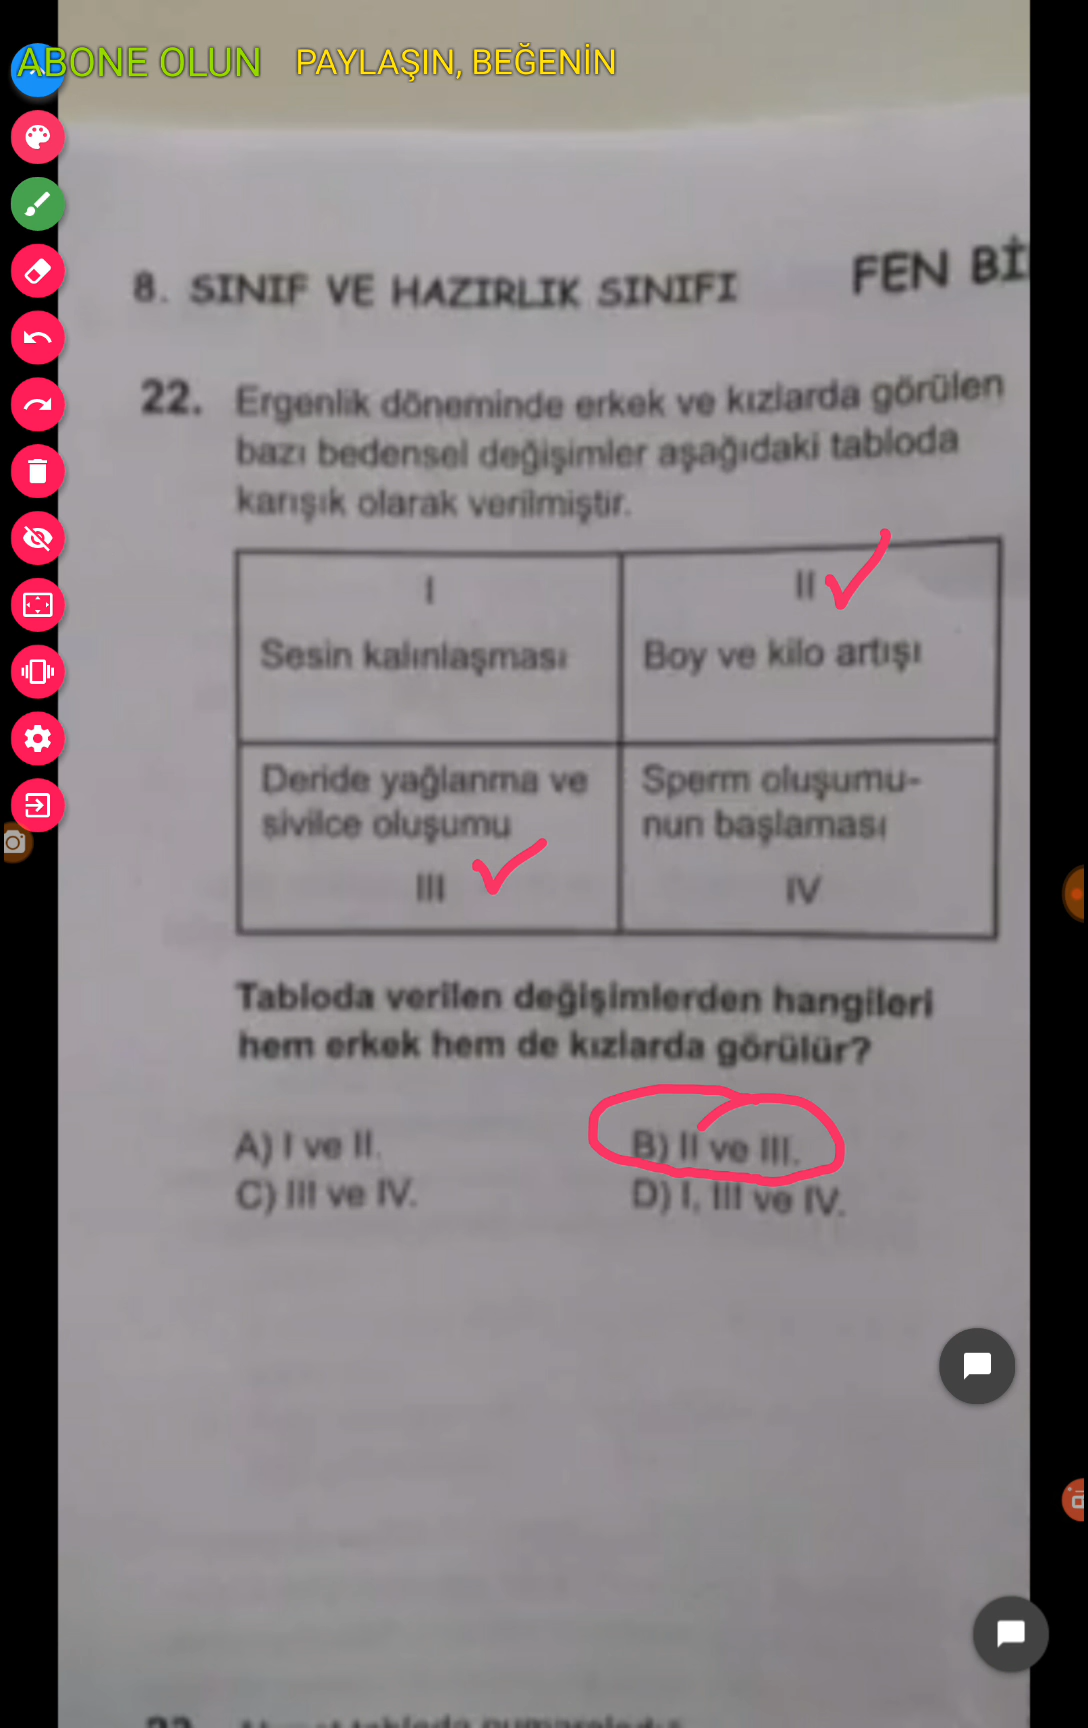 ABONE OLUN PAYLAŞIN, BEĞENİN
8. SINIF VE HAZIRLIK SINIFI FEN Bİ
22. Ergenlik döneminde erkek ve kızlarda görülen
bazı bedensel değişimler aşağıdaki tabloda
karışık olarak verilmiştir.
I
Sesin kalınlaşması
II
Boy ve kilo artışı
Deride yağlanma ve
sivilce oluşumu
III
Sperm oluşumu-
nun başlaması
IV
Tabloda verilen değişimlerden hangileri
hem erkek hem de kızlarda görülür?
A) I ve II.
B) II ve III.
C) III ve IV.
D) I, III ve IV.